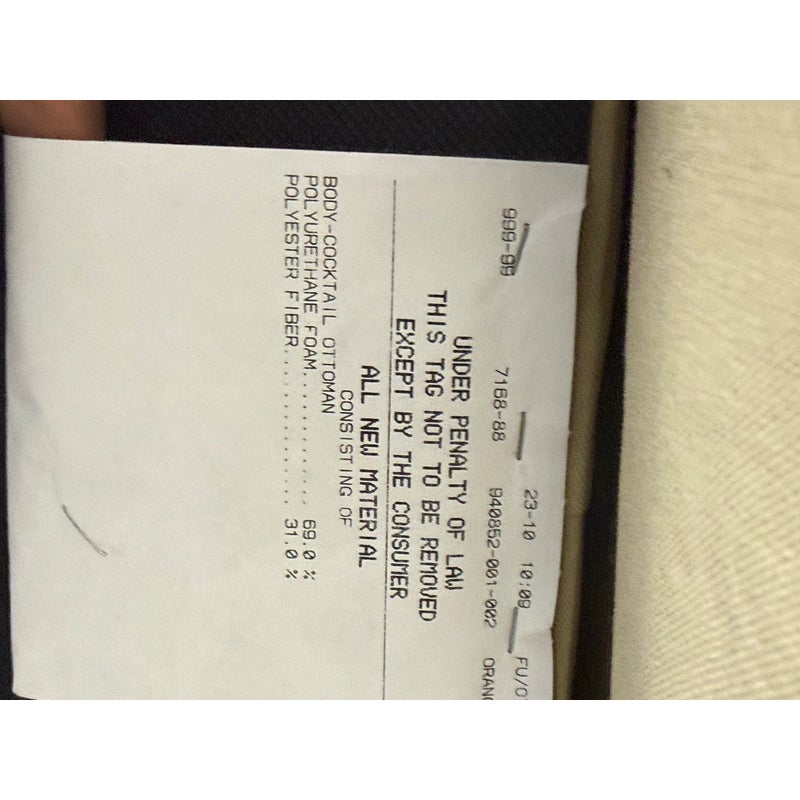 23-10 10:09 FU/O
999-99 7168-88 940852-001-002 ORANG
UNDER PENALTY OF LAW
THIS TAG NOT TO BE REMOVED
EXCEPT BY THE CONSUMER
ALL NEW MATERIAL
CONSISTING OF
BODY-COCKTAIL OTTOMAN
POLYURETHANE FOAM............ 69.0 %
POLYESTER FIBER.............. 31.0 %